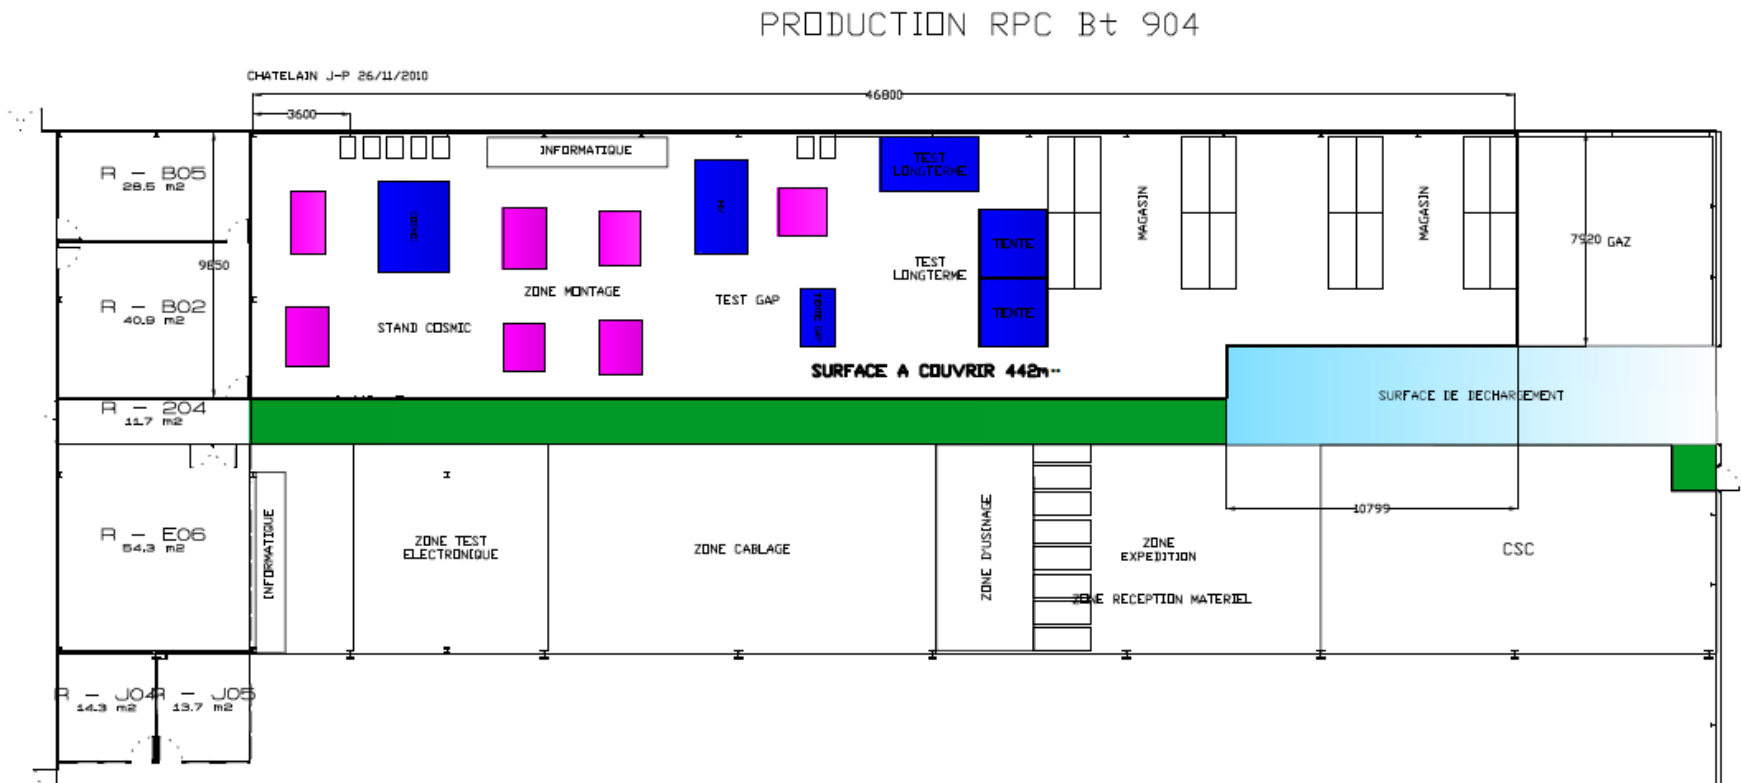 PRODUCTION RPC Bt 904
CHATELAIN J-P 26/11/2010
46800
3600
R - B05
28.5 m2
INFORMATIQUE
TEST
LONGTERME
MAGASIN
MAGASIN
9850
7920 GAZ
TENTE
TEST
LONGTERME
ZONE MONTAGE
TEST GAP
R - B02
40.9 m2
TENTE
STAND COSMIC
SURFACE A COUVRIR 442m
SURFACE DE DECHARGEMENT
R - 204
11.7 m2
10799
R - E06
54.3 m2
INFORMATIQUE
ZONE TEST
ELECTRONIQUE
ZONE CABLAGE
ZONE D'USINAGE
ZONE
EXPEDITION
ZONE RECEPTION MATERIEL
CSC
R - J04
14.3 m2
R - J05
13.7 m2